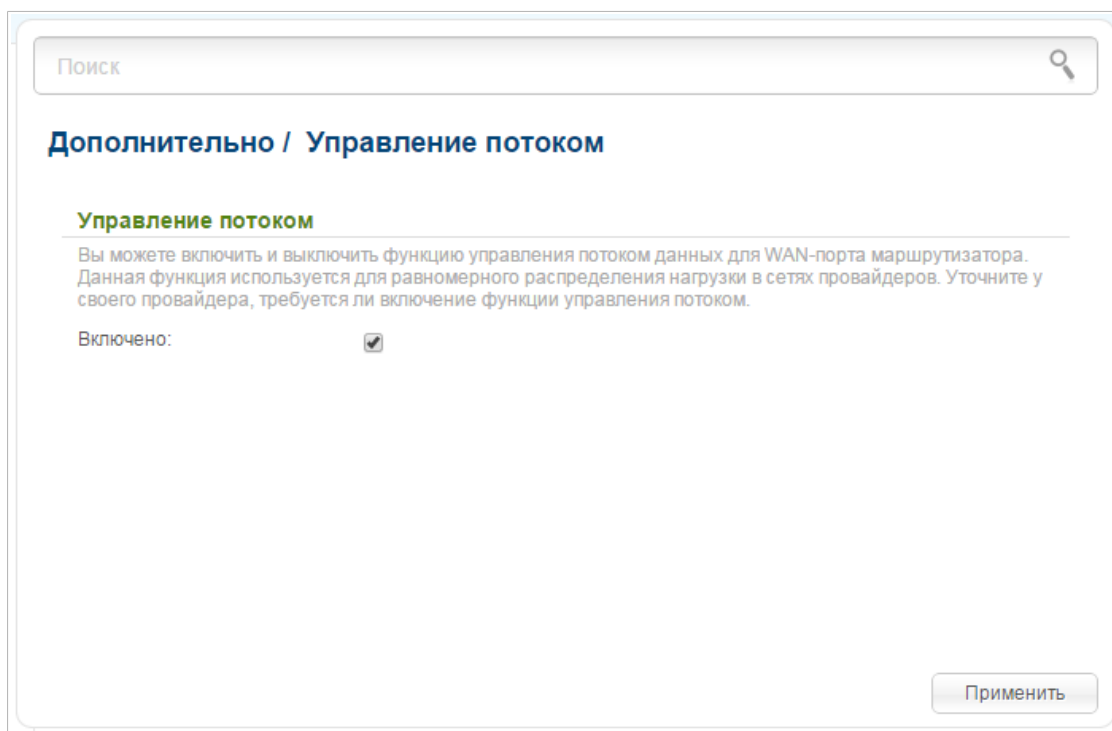 Поиск
Дополнительно / Управление потоком
Управление потоком
Вы можете включить и выключить функцию управления потоком данных для WAN-порта маршрутизатора.
Данная функция используется для равномерного распределения нагрузки в сетях провайдеров. Уточните у
своего провайдера, требуется ли включение функции управления потоком.
Включено:
Применить